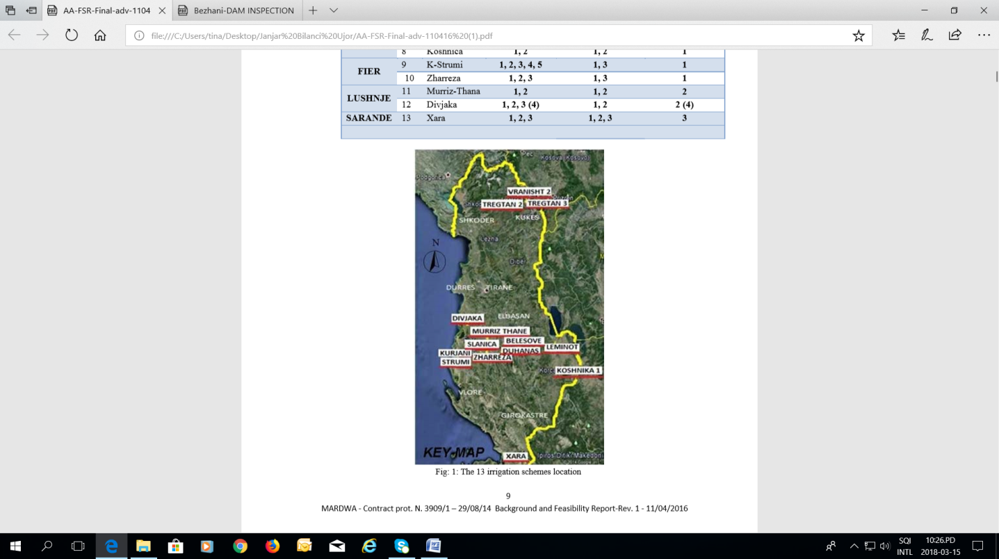 AA-FSR-Final-adv-1104
Bezhani-DAM INSPECTION
file:///C:/Users/tina/Desktop/Janjar%20Bilanci%20Ujor/AA-FSR-Final-adv-110416%20(1).pdf
8 Koshnica 1, 2 1, 2 1
FIER 9 K-Strumi 1, 2, 3, 4, 5 1, 3 1
10 Zharreza 1, 2, 3 1, 3 1
LUSHNJE 11 Murriz-Thana 1, 2 1, 2 2
12 Divjaka 1, 2, 3 (4) 1, 2 2 (4)
SARANDE 13 Xara 1, 2, 3 1, 2, 3 3
Pec Kosova (Kosovo)
Podgorica
VRANISHT 2
Shko TREGTAN 2 TREGTAN 3 Prizren
SHKODER KUKES
Lezha
N
Diber
DURRES TIRANE
ELBASAN
DIVJAKA
MURRIZ THANE
SLANICA BELESOVE LEMINOT
KURJANI ZHARREZA DUHANAS
STRUMI
Korc KOSHNIKA 1
VLORE
GJIROKASTRE
KEY MAP XARA Ipiros Ditiki Makedoni
Fig: 1: The 13 irrigation schemes location
9
MARDWA - Contract prot. N. 3909/1 – 29/08/14 Background and Feasibility Report-Rev. 1 - 11/04/2016
SQI 10:26.PD
INTL 2018-03-15